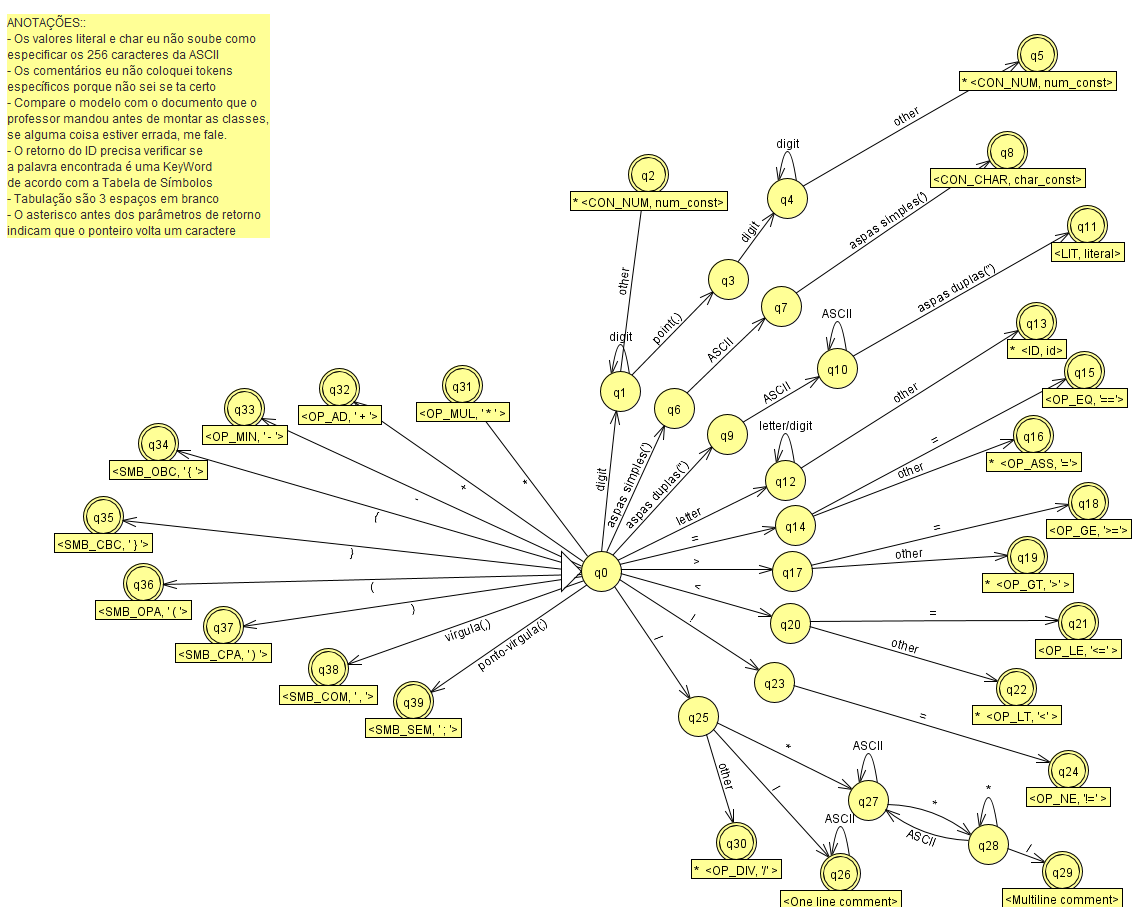 ANOTAÇÕES::
- Os valores literal e char eu não soube como
especificar os 256 caracteres da ASCII
- Os comentários eu não coloquei tokens
específicos porque não sei se ta certo
- Compare o modelo com o documento que o
professor mandou antes de montar as classes,
se alguma coisa estiver errada, me fale.
- O retorno do ID precisa verificar se
a palavra encontrada é uma KeyWord
de acordo com a Tabela de Símbolos
- Tabulação são 3 espaços em branco
- O asterisco antes dos parâmetros de retorno
indicam que o ponteiro volta um caractere
q5
* <CON_NUM, num_const>
other
digit
q4
q8
<CON_CHAR, char_const>
q2
* <CON_NUM, num_const>
digit
aspas simples(')
q11
<LIT, literal>
q3
other
point(.)
q7
aspas duplas(")
ASCII
q13
* <ID, id>
digit
ASCII
q10
q1
q15
<OP_EQ, '=='>
q31
<OP_MUL, ' * ' >
q32
<OP_AD, ' + '>
q33
<OP_MIN, ' - '>
q34
<SMB_OBC, ' { '>
q6
ASCII
other
q9
letter/digit
=
q16
* <OP_ASS, '='>
other
q12
digit
aspas simples(')
aspas duplas(")
letter
=
q14
q18
<OP_GE, '>='>
=
*
+
-
{
q35
<SMB_CBC, ' } '>
}
q0
>
q17
other
q19
* <OP_GT, '>' >
q36
<SMB_OPA, ' ( '>
(
<
q20
=
q21
<OP_LE, '<=' >
q37
<SMB_CPA, ' ) '>
)
other
q22
* <OP_LT, '<' >
q38
<SMB_COM, ' , '>
vírgula(,)
!
q23
q39
<SMB_SEM, ' ; '>
ponto-vírgula(;)
/
q25
=
q24
<OP_NE, '!=' >
*
ASCII
q27
*
*
ASCII
q28
other
/
ASCII
q30
* <OP_DIV, '/' >
/
q29
<Multiline comment>
q26
<One line comment>